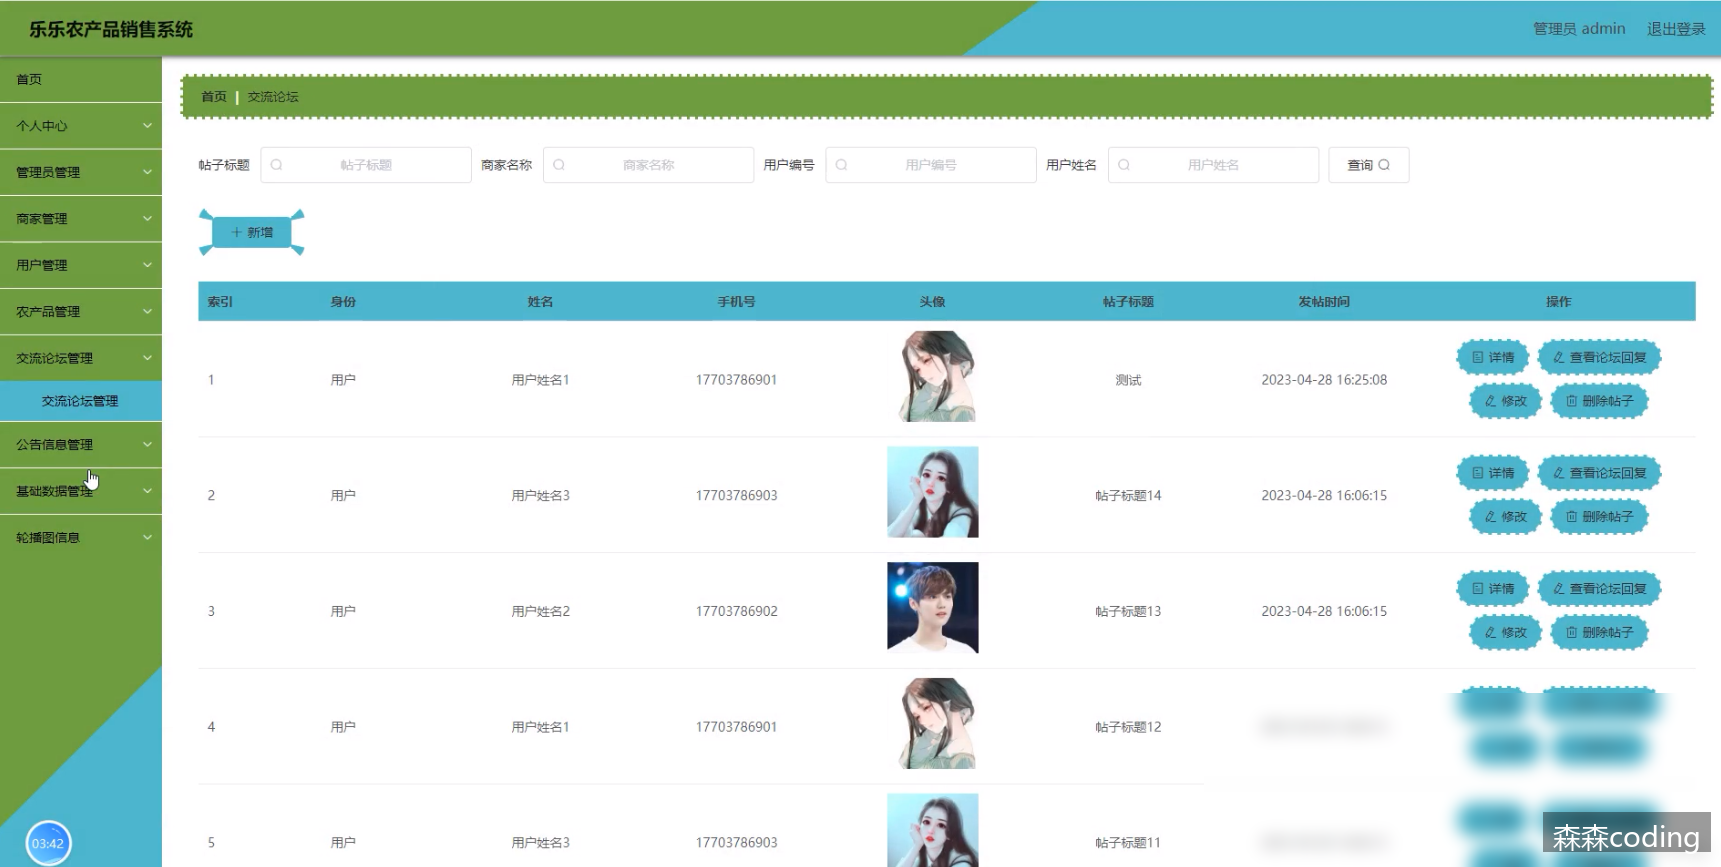 乐乐农产品销售系统
管理员 admin 退出登录
首页
个人中心
管理员管理
商家管理
用户管理
农产品管理
交流论坛管理
交流论坛管理
公告信息管理
基础数据管理
轮播图信息
03:42
首页 | 交流论坛
帖子标题 帖子标题 商家名称 商家名称 用户编号 用户编号 用户姓名 用户姓名 查询
新增
索引 身份 姓名 手机号 头像 帖子标题 发帖时间 操作
1 用户 用户姓名1 17703786901 测试 2023-04-28 16:25:08 详情 查看论坛回复
修改 删除帖子
2 用户 用户姓名3 17703786903 帖子标题14 2023-04-28 16:06:15 详情 查看论坛回复
修改 删除帖子
3 用户 用户姓名2 17703786902 帖子标题13 2023-04-28 16:06:15 详情 查看论坛回复
修改 删除帖子
4 用户 用户姓名1 17703786901 帖子标题12
5 用户 用户姓名3 17703786903 帖子标题11
森森coding